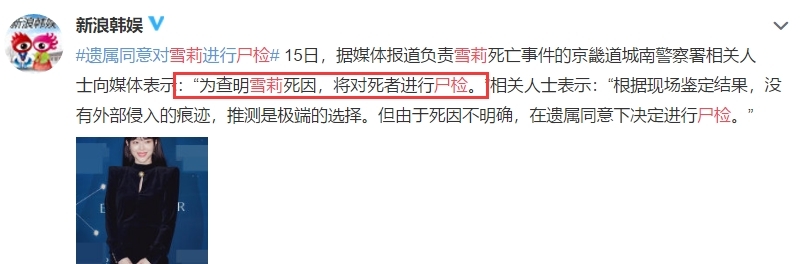 新浪韩娱
新浪韩娱
#遗属同意对雪莉进行尸检# 15日，据媒体报道负责雪莉死亡事件的京畿道城南警察署相关人
士向媒体表示：“为查明雪莉死因，将对死者进行尸检。”相关人士表示：“根据现场鉴定结果，没
有外部侵入的痕迹，推测是极端的选择。但由于死因不明确，在遗属同意下决定进行尸检。”